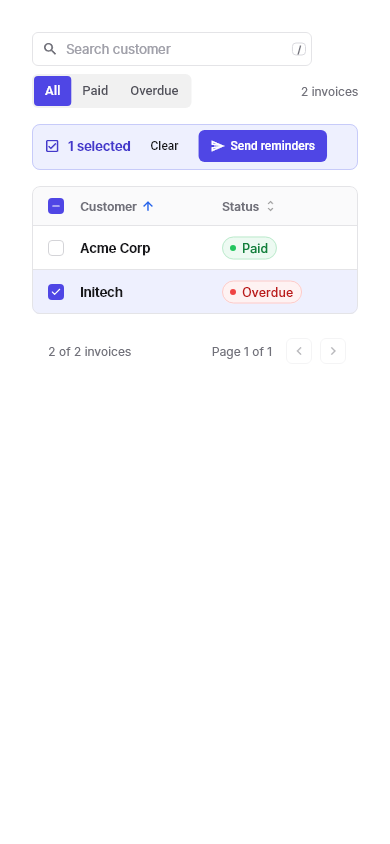 Search customer /
All Paid Overdue 2 invoices
1 selected Clear Send reminders
Customer Status
Acme Corp Paid
Initech Overdue
2 of 2 invoices Page 1 of 1